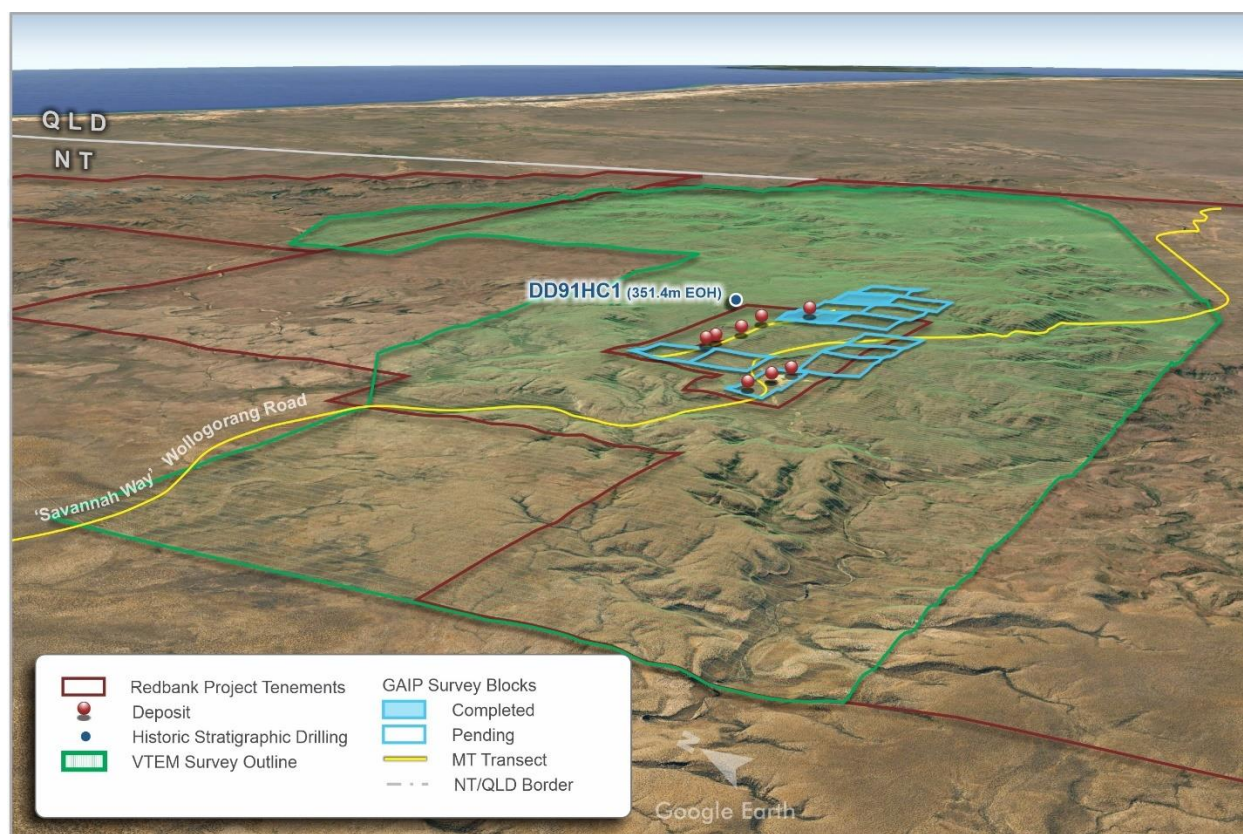 QLD
NT
DD91HC1 (351.4m EOH)
'Savannah Way' Wollogorang Road
Redbank Project Tenements
Deposit
Historic Stratigraphic Drilling
VTEM Survey Outline
GAIP Survey Blocks
Completed
Pending
MT Transect
NT/QLD Border
N
Google Earth